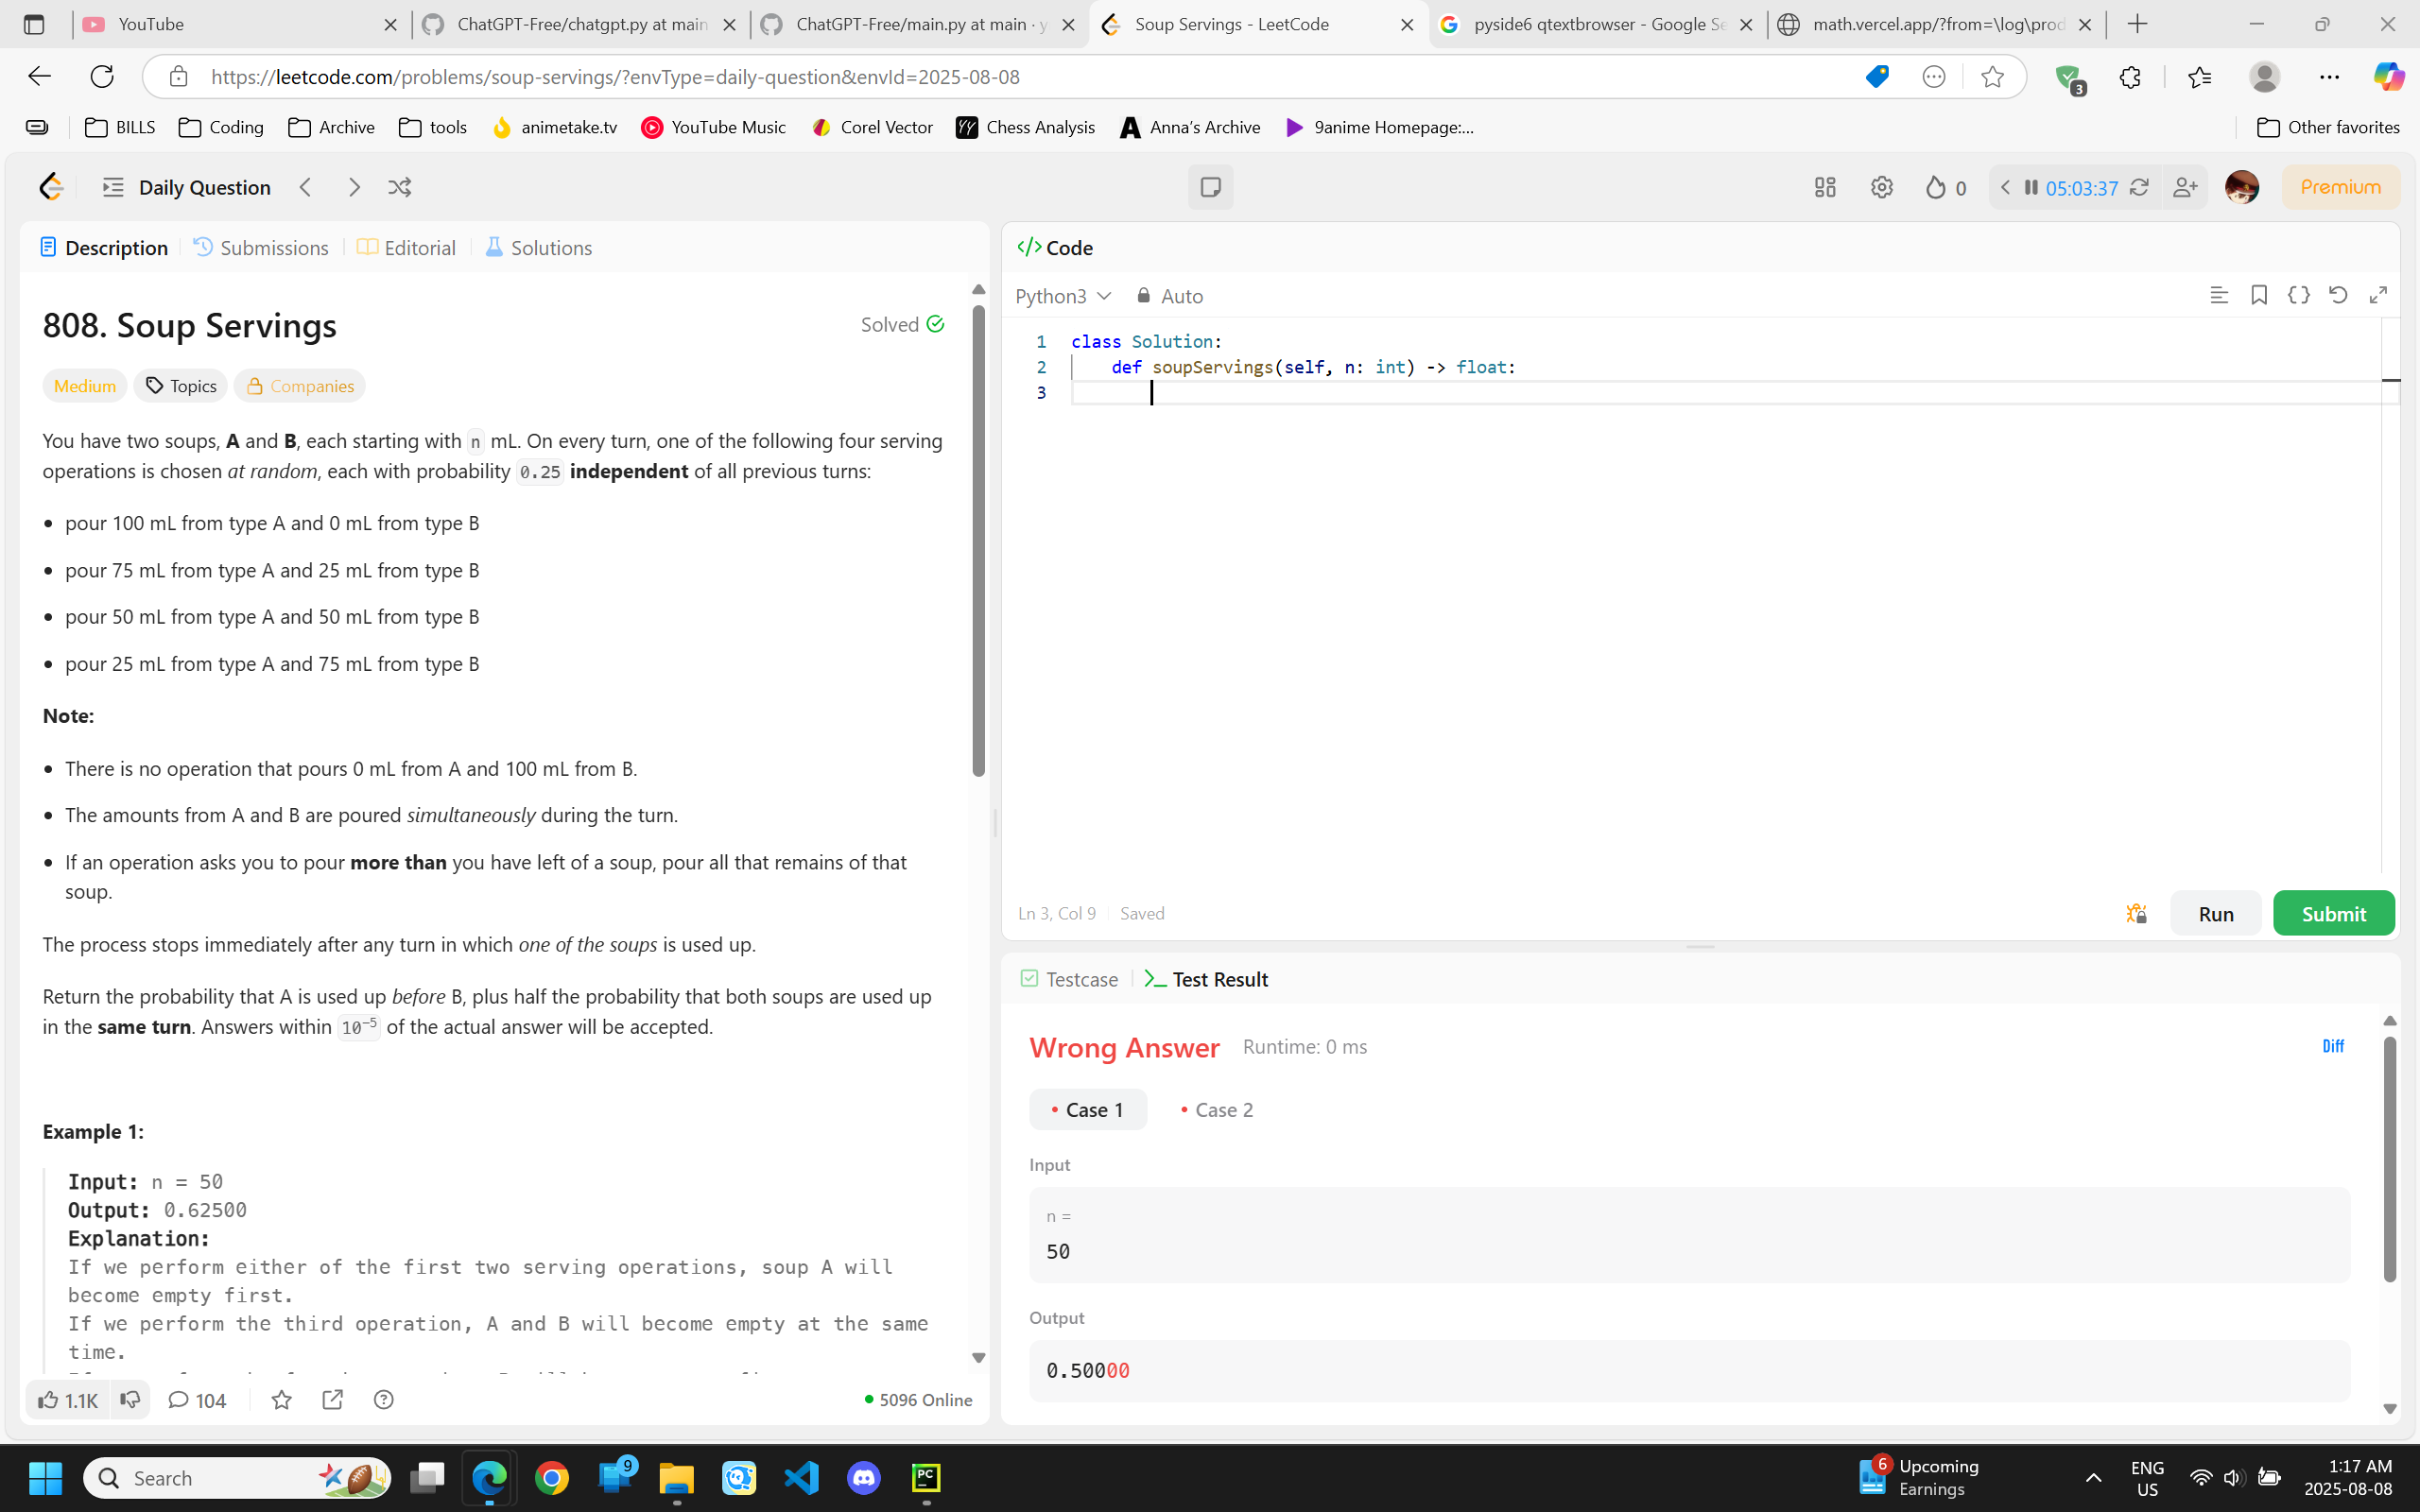 YouTube
ChatGPT-Free/chatgpt.py at main
ChatGPT-Free/main.py at main · y
Soup Servings - LeetCode
pyside6 qtextbrowser - Google Se
math.vercel.app/?from=\log\prod
https://leetcode.com/problems/soup-servings/?envType=daily-question&envId=2025-08-08
3
BILLS
Coding
Archive
tools
animetake.tv
YouTube Music
Corel Vector
Chess Analysis
Anna's Archive
9anime Homepage:...
Other favorites
Daily Question
0
05:03:37
Premium
Description
Submissions
Editorial
Solutions
808. Soup Servings
Solved
Medium
Topics
Companies
You have two soups, A and B, each starting with n mL. On every turn, one of the following four serving
operations is chosen at random, each with probability 0.25 independent of all previous turns:
• pour 100 mL from type A and 0 mL from type B
• pour 75 mL from type A and 25 mL from type B
• pour 50 mL from type A and 50 mL from type B
• pour 25 mL from type A and 75 mL from type B
Note:
• There is no operation that pours 0 mL from A and 100 mL from B.
• The amounts from A and B are poured simultaneously during the turn.
• If an operation asks you to pour more than you have left of a soup, pour all that remains of that
soup.
The process stops immediately after any turn in which one of the soups is used up.
Return the probability that A is used up before B, plus half the probability that both soups are used up
in the same turn. Answers within 10⁻⁵ of the actual answer will be accepted.
Example 1:
Input: n = 50
Output: 0.62500
Explanation:
If we perform either of the first two serving operations, soup A will
become empty first.
If we perform the third operation, A and B will become empty at the same
time.
1.1K
104
5096 Online
Code
Python3
Auto
1 class Solution:
2 def soupServings(self, n: int) -> float:
3
Ln 3, Col 9
Saved
Run
Submit
Testcase
Test Result
Wrong Answer
Runtime: 0 ms
Diff
Case 1
Case 2
Input
n =
50
Output
0.50000
Search
9
PC
6
Upcoming
Earnings
ENG
US
1:17 AM
2025-08-08